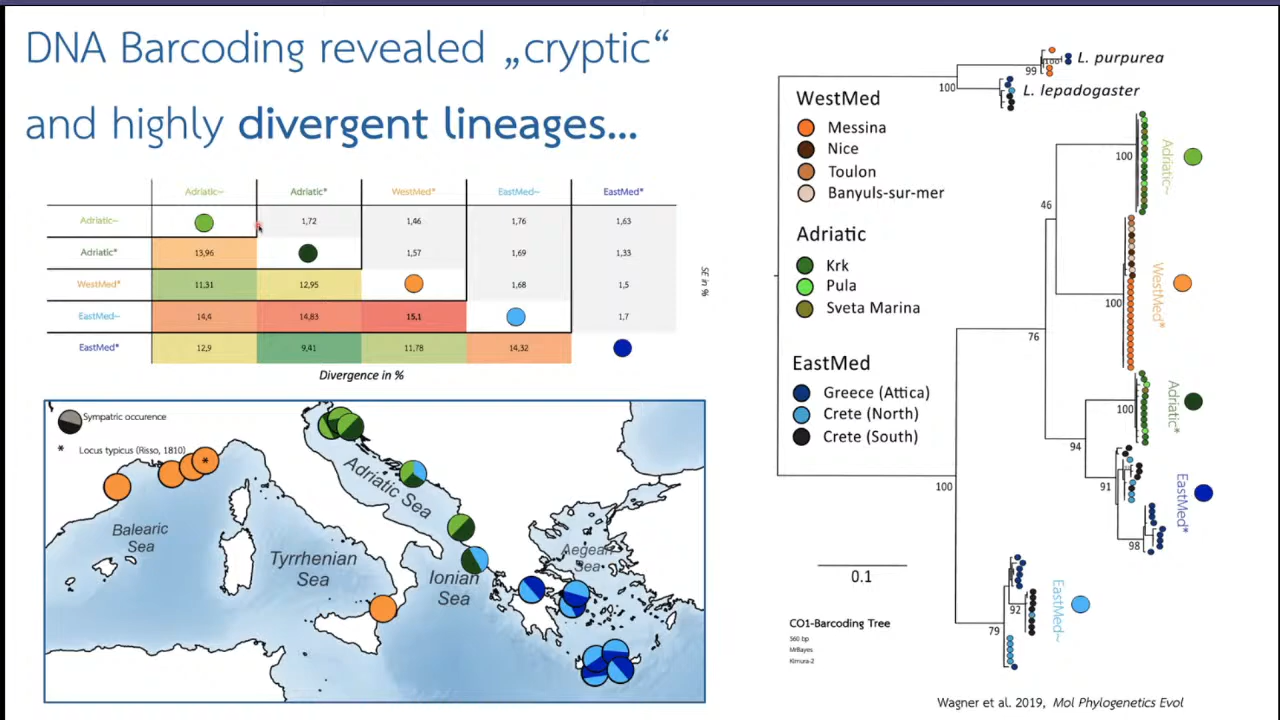 DNA Barcoding revealed „cryptic“
and highly divergent lineages...
Adriatic~ Adriatic* WestMed* EastMed~ EastMed*
Adriatic~ 1,72 1,46 1,76 1,63
Adriatic* 13,96 1,57 1,69 1,33
WestMed* 11,31 12,95 1,68 1,5
EastMed~ 14,4 14,83 15,1 1,7
EastMed* 12,9 9,41 11,78 14,32
SE in %
Divergence in %
Sympatric occurence
* Locus typicus (Risso, 1810)
*
Adriatic Sea
Balearic Sea
Tyrrhenian Sea
Ionian Sea
Aegean Sea
WestMed
Messina
Nice
Toulon
Banyuls-sur-mer
Adriatic
Krk
Pula
Sveta Marina
EastMed
Greece (Attica)
Crete (North)
Crete (South)
0.1
CO1-Barcoding Tree
560 bp
MrBayes
Kimura-2
100
99
100
L. purpurea
L. lepadogaster
100
Adriatic~
46
100
WestMed*
76
100
Adriatic*
94
91
98
EastMed*
100
92
79
EastMed~
Wagner et al. 2019, Mol Phylogenetics Evol